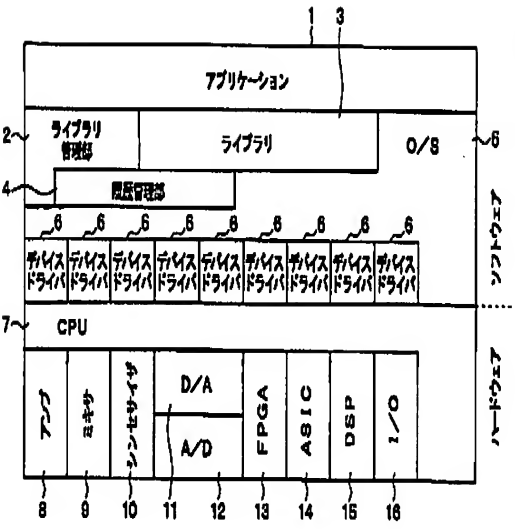 1
3
アプリケーション
2
ライブラリ
管理部
ライブラリ
O/S
6
4
履歴管理部
6 6 6 6 6 6 6 6 6
デバイス
ドライバ
デバイス
ドライバ
デバイス
ドライバ
デバイス
ドライバ
デバイス
ドライバ
デバイス
ドライバ
デバイス
ドライバ
デバイス
ドライバ
デバイス
ドライバ
ソフトウェア
7
CPU
アンプ
ミキサ
シンセサイザ
D/A
A/D
FPGA
ASIC
DSP
I/O
ハードウェア
8 9 10 11 12 13 14 15 16